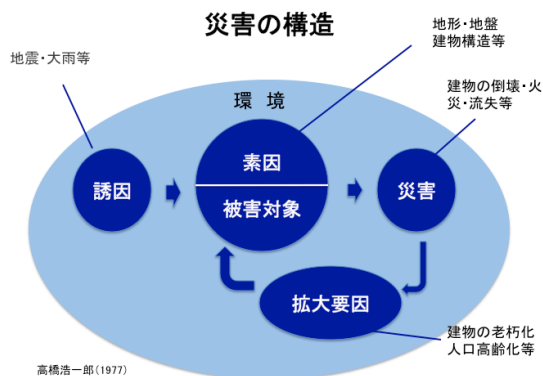 災害の構造
地形・地盤
建物構造等
地震・大雨等
建物の倒壊・火
災・流失等
環　境
誘因
素因
被害対象
災害
拡大要因
建物の老朽化
人口高齢化等
高橋浩一郎(1977)